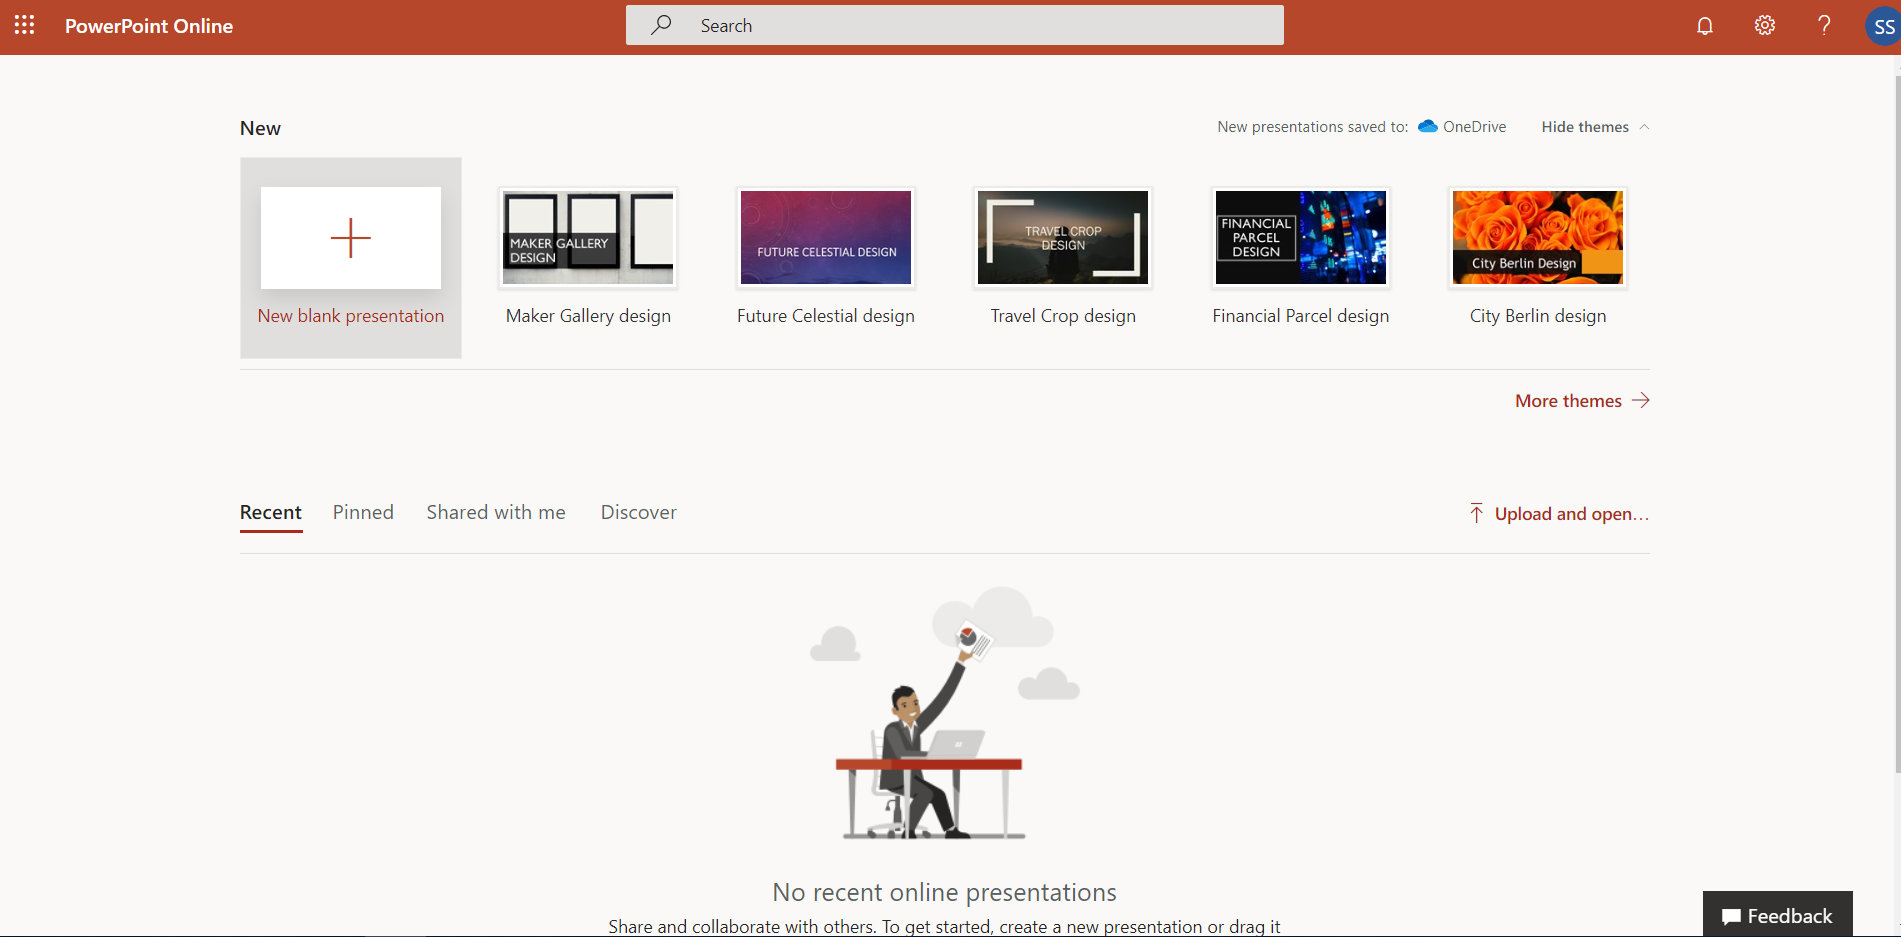 PowerPoint Online
Search
?
SS
New
New presentations saved to: OneDrive
Hide themes
MAKER GALLERY
DESIGN
FUTURE CELESTIAL DESIGN
TRAVEL CROP
DESIGN
FINANCIAL
PARCEL
DESIGN
City Berlin Design
New blank presentation
Maker Gallery design
Future Celestial design
Travel Crop design
Financial Parcel design
City Berlin design
More themes
Recent
Pinned
Shared with me
Discover
Upload and open...
No recent online presentations
Share and collaborate with others. To get started, create a new presentation or drag it
Feedback